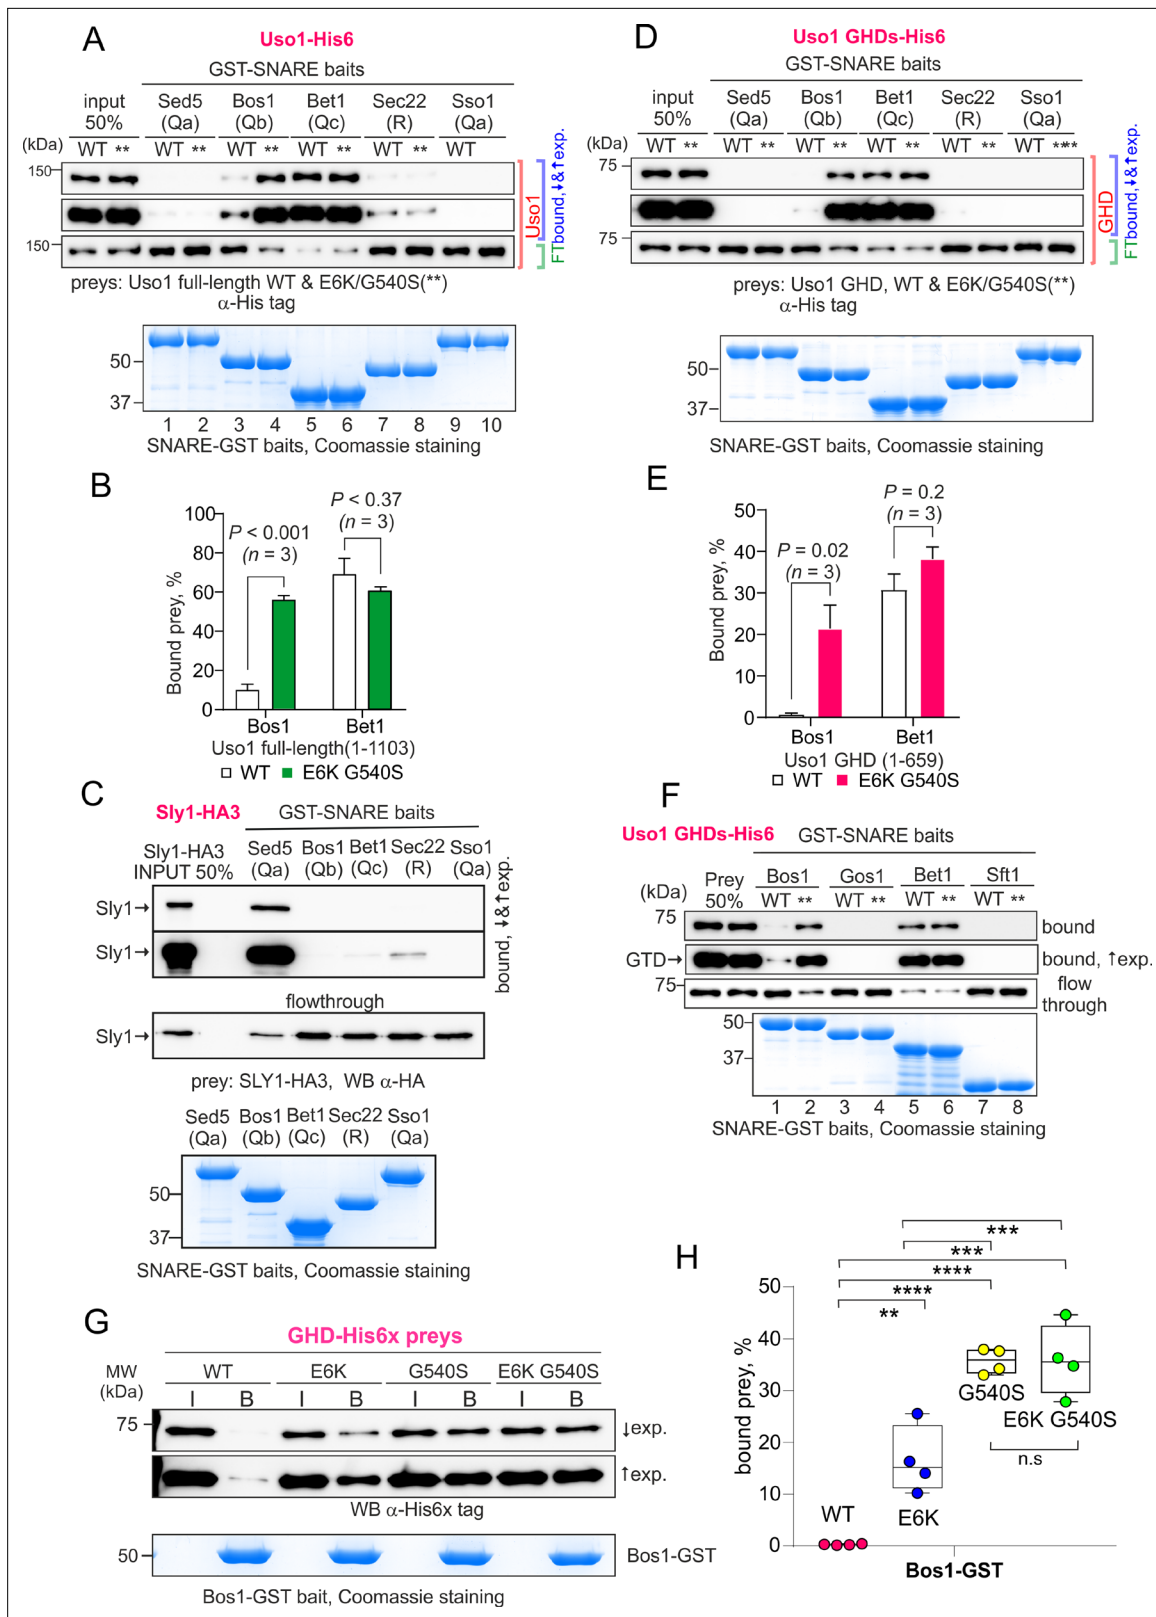 A
Uso1-His6
GST-SNARE baits
input 50%
Sed5 (Qa)
Bos1 (Qb)
Bet1 (Qc)
Sec22 (R)
Sso1 (Qa)
(kDa) WT ** WT ** WT ** WT ** WT ** WT
150
150
Uso1
bound,↓&↑exp.
FT
preys: Uso1 full-length WT & E6K/G540S(**)
α-His tag
50
37
1 2 3 4 5 6 7 8 9 10
SNARE-GST baits, Coomassie staining
D
Uso1 GHDs-His6
GST-SNARE baits
input 50%
Sed5 (Qa)
Bos1 (Qb)
Bet1 (Qc)
Sec22 (R)
Sso1 (Qa)
(kDa) WT ** WT ** WT ** WT ** WT ** WT ****
75
75
GHD
bound,↓&↑exp.
FT
preys: Uso1 GHD, WT & E6K/G540S(**)
α-His tag
50
37
SNARE-GST baits, Coomassie staining
B
P < 0.001
(n = 3)
P < 0.37
(n = 3)
Bound prey, %
100
80
60
40
20
0
Bos1 Bet1
Uso1 full-length(1-1103)
WT E6K G540S
E
P = 0.02
(n = 3)
P = 0.2
(n = 3)
Bound prey, %
50
40
30
20
10
0
Bos1 Bet1
Uso1 GHD (1-659)
WT E6K G540S
C
Sly1-HA3
GST-SNARE baits
Sly1-HA3
INPUT 50%
Sed5 (Qa)
Bos1 (Qb)
Bet1 (Qc)
Sec22 (R)
Sso1 (Qa)
Sly1→
Sly1→
bound, ↓&↑exp.
flowthrough
Sly1→
prey: SLY1-HA3, WB α-HA
Sed5 (Qa)
Bos1 (Qb)
Bet1 (Qc)
Sec22 (R)
Sso1 (Qa)
50
37
SNARE-GST baits, Coomassie staining
F
Uso1 GHDs-His6
GST-SNARE baits
(kDa)
Prey 50%
Bos1 Gos1 Bet1 Sft1
WT ** WT ** WT ** WT **
75
bound
GTD→
bound, ↑exp.
75
flow through
50
37
1 2 3 4 5 6 7 8
SNARE-GST baits, Coomassie staining
G
GHD-His6x preys
MW (kDa)
WT E6K G540S E6K G540S
I B I B I B I B
75
↓exp.
↑exp.
WB α-His6x tag
50
Bos1-GST
Bos1-GST bait, Coomassie staining
H
***
***
****
****
**
bound prey, %
50
40
30
20
10
0
WT
E6K
G540S
E6K G540S
n.s
Bos1-GST